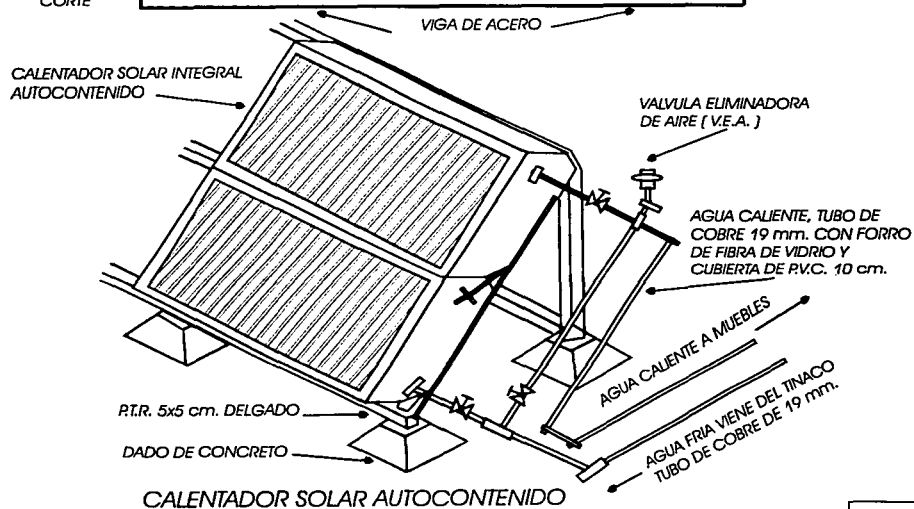 CORTE
VIGA DE ACERO
CALENTADOR SOLAR INTEGRAL
AUTOCONTENIDO
VALVULA ELIMINADORA
DE AIRE ( V.E.A. )
AGUA CALIENTE, TUBO DE
COBRE 19 mm. CON FORRO
DE FIBRA DE VIDRIO Y
CUBIERTA DE P.V.C. 10 cm.
AGUA CALIENTE A MUEBLES
AGUA FRIA VIENE DEL TINACO
TUBO DE COBRE DE 19 mm.
P.T.R. 5x5 cm. DELGADO
DADO DE CONCRETO
CALENTADOR SOLAR AUTOCONTENIDO